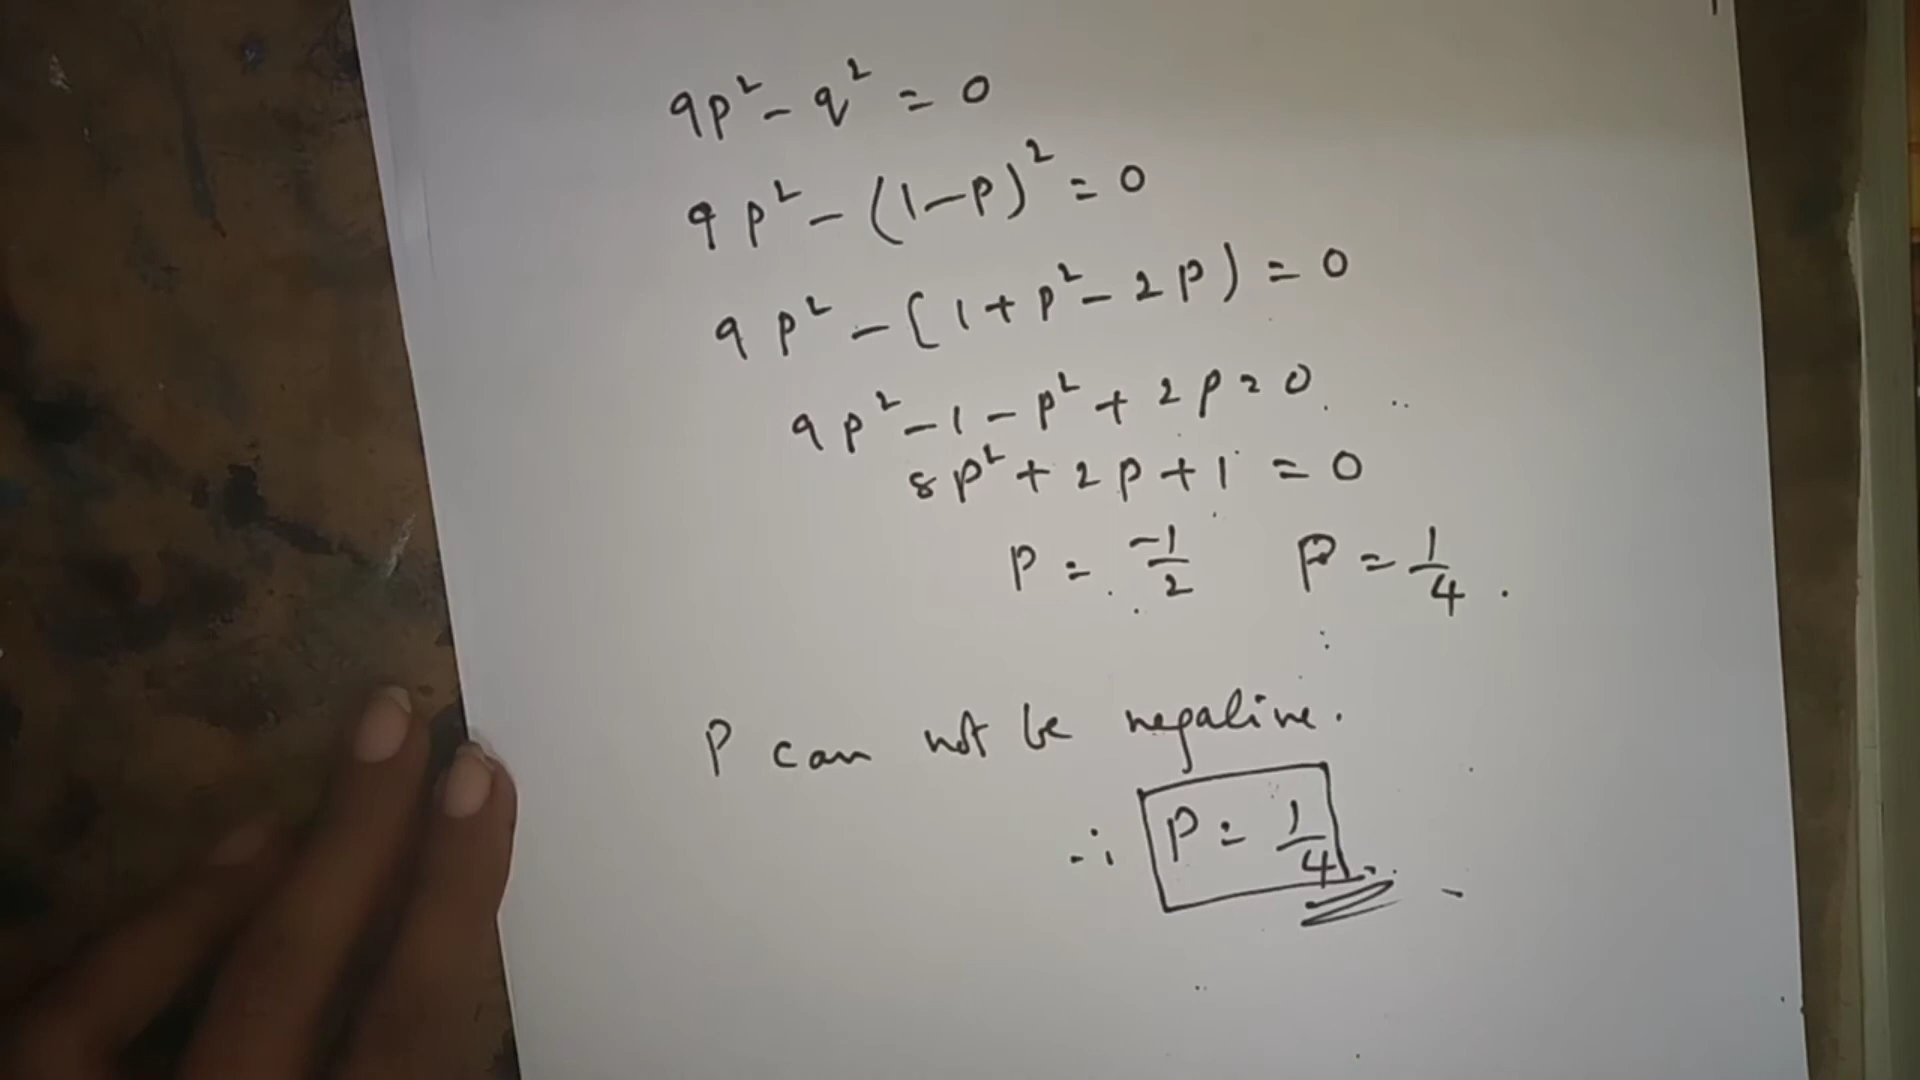 9p² - q² = 0
9p² - (1-p)² = 0
9p² - [1+p²-2p) = 0
9p² -1 - p² + 2p = 0
8p² + 2p + 1 = 0
P = -1/2 P = 1/4.
P can not be negative.
∴ P = 1/4